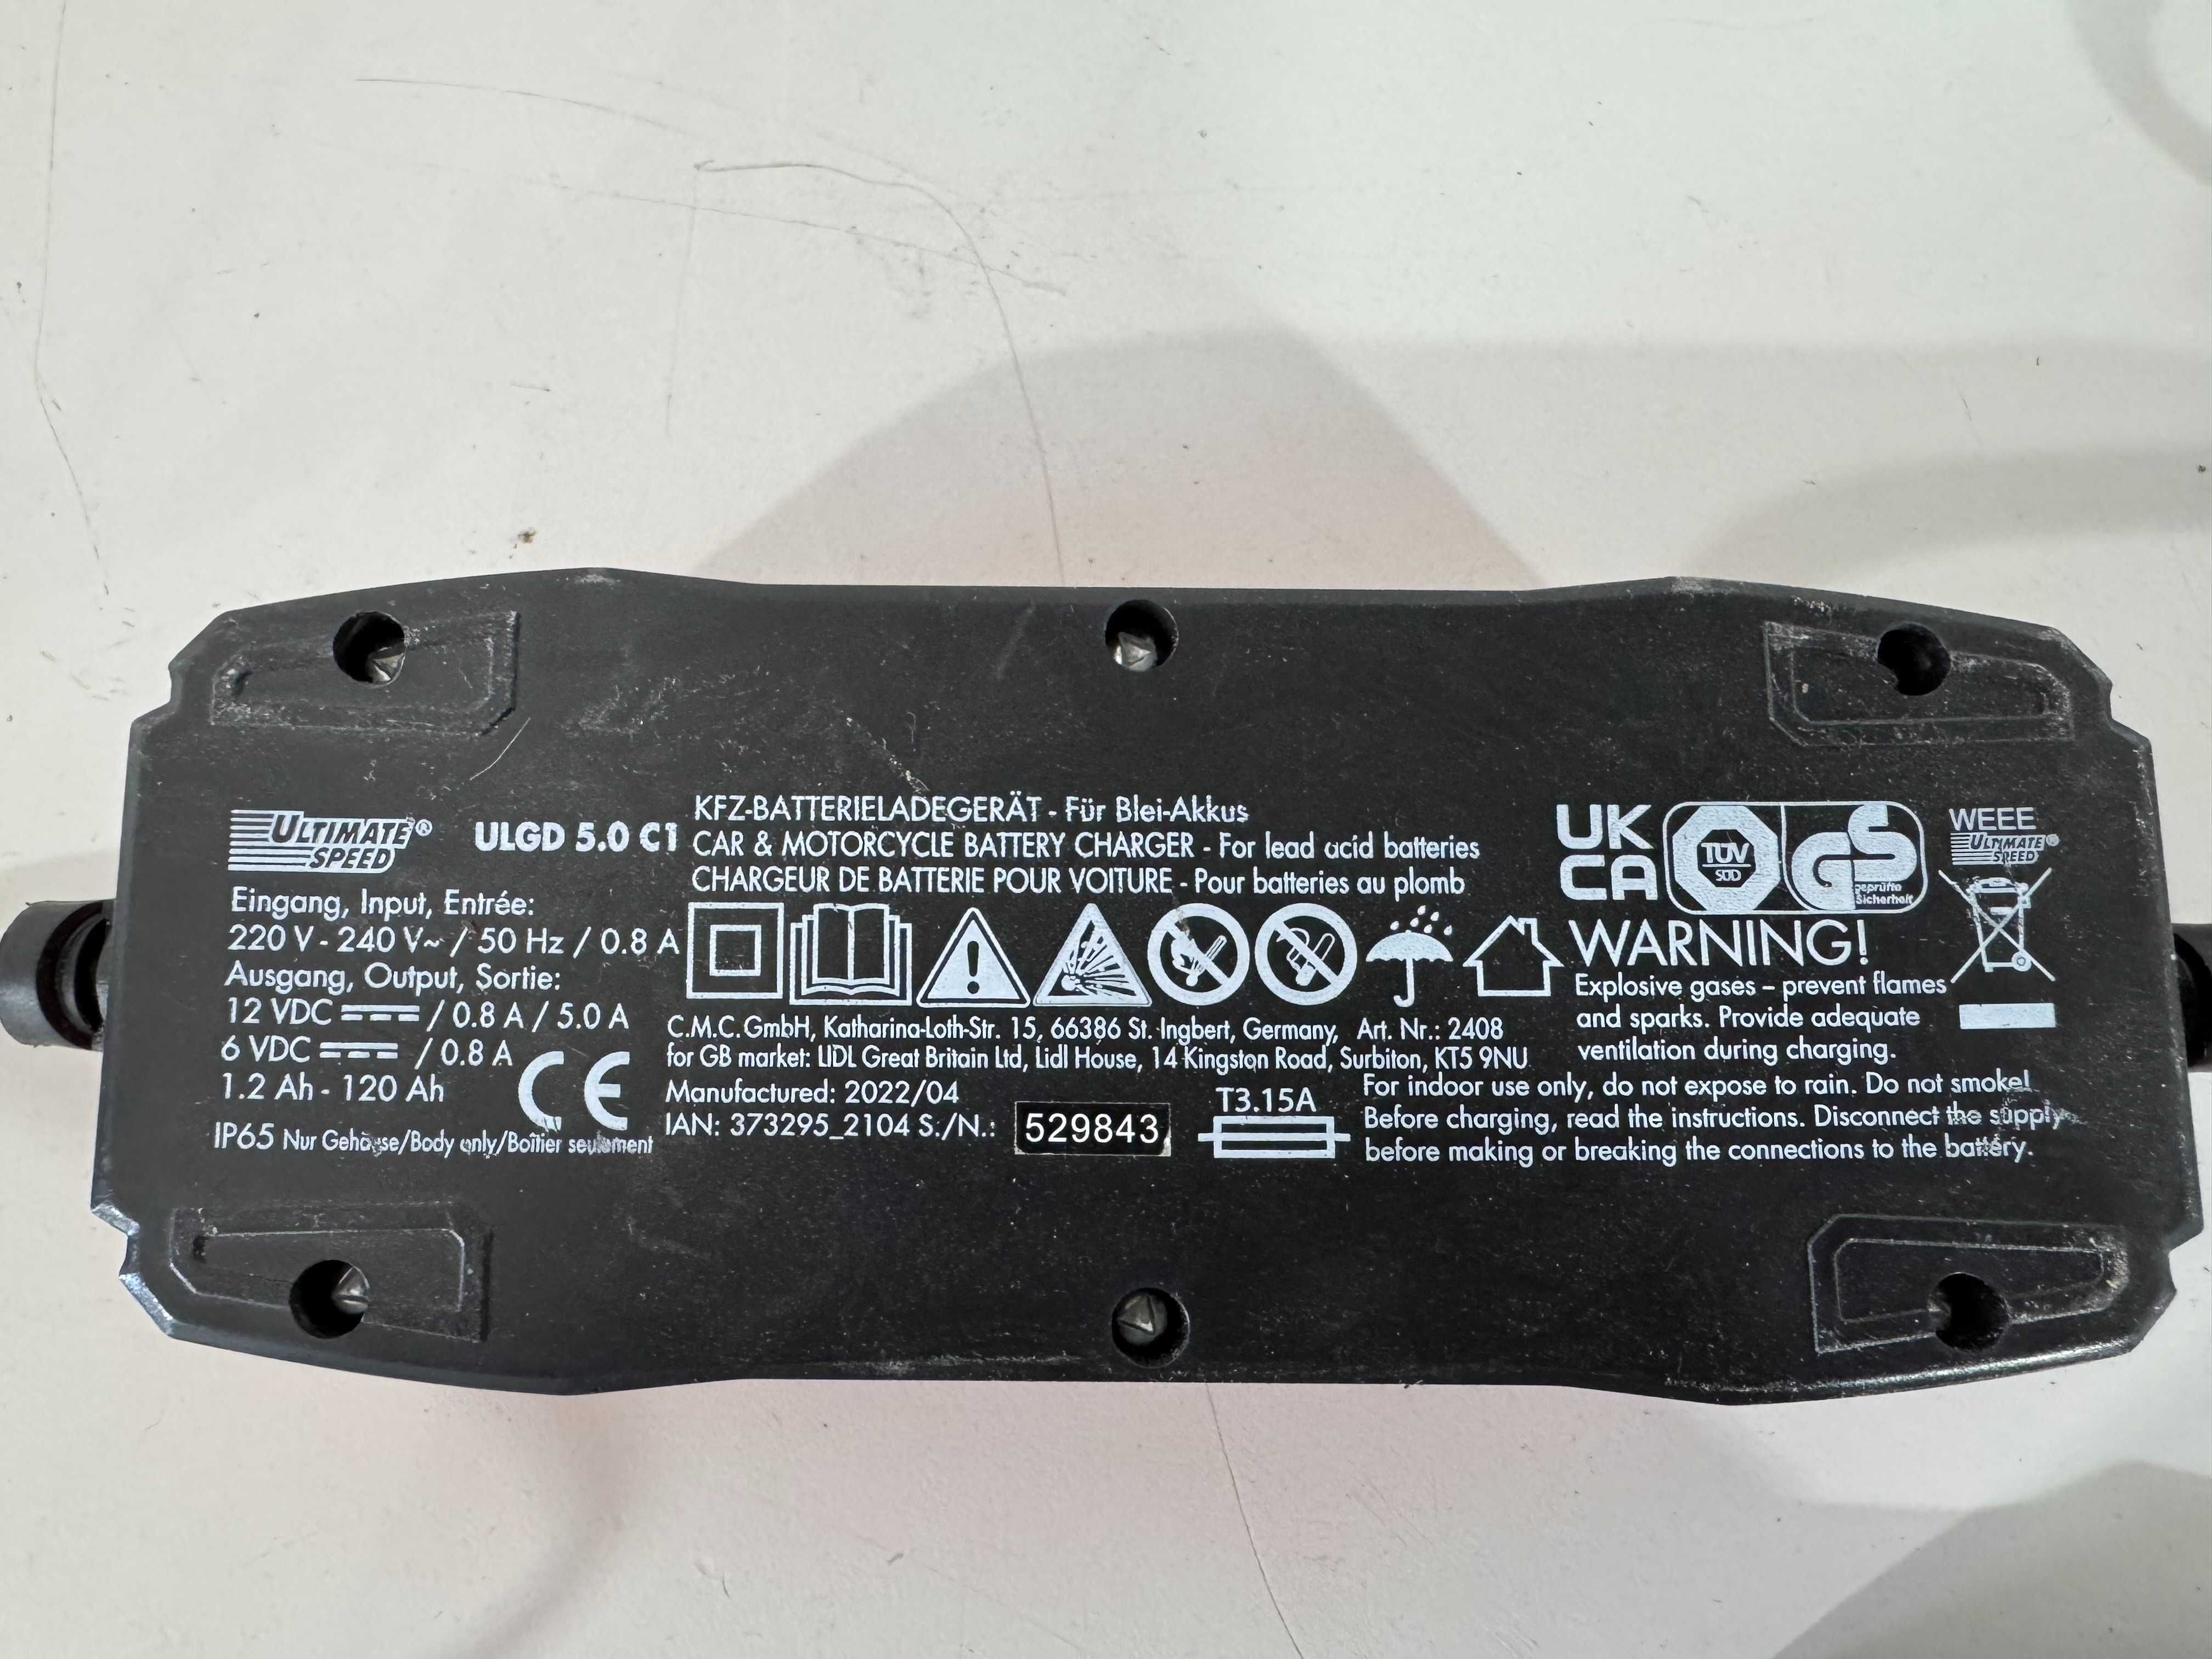 ULTIMATE SPEED®
ULGD 5.0 C1
Eingang, Input, Entrée:
220 V - 240 V~ / 50 Hz / 0.8 A
Ausgang, Output, Sortie:
12 VDC / 0.8 A / 5.0 A
6 VDC / 0.8 A
1.2 Ah - 120 Ah
CE
IP65 Nur Gehäuse/Body only/Boîtier seulement
KFZ-BATTERIELADEGERÄT - Für Blei-Akkus
CAR & MOTORCYCLE BATTERY CHARGER - For lead acid batteries
CHARGEUR DE BATTERIE POUR VOITURE - Pour batteries au plomb
C.M.C. GmbH, Katharina-Loth-Str. 15, 66386 St. Ingbert, Germany, Art. Nr.: 2408
for GB market: LIDL Great Britain Ltd, Lidl House, 14 Kingston Road, Surbiton, KT5 9NU
Manufactured: 2022/04
IAN: 373295_2104 S./N.: 529843
T3.15A
UK
CA
TÜV
SÜD
GS
geprüfte
Sicherheit
WEEE
ULTIMATE SPEED®
WARNING!
Explosive gases – prevent flames
and sparks. Provide adequate
ventilation during charging.
For indoor use only, do not expose to rain. Do not smoke!
Before charging, read the instructions. Disconnect the supply
before making or breaking the connections to the battery.